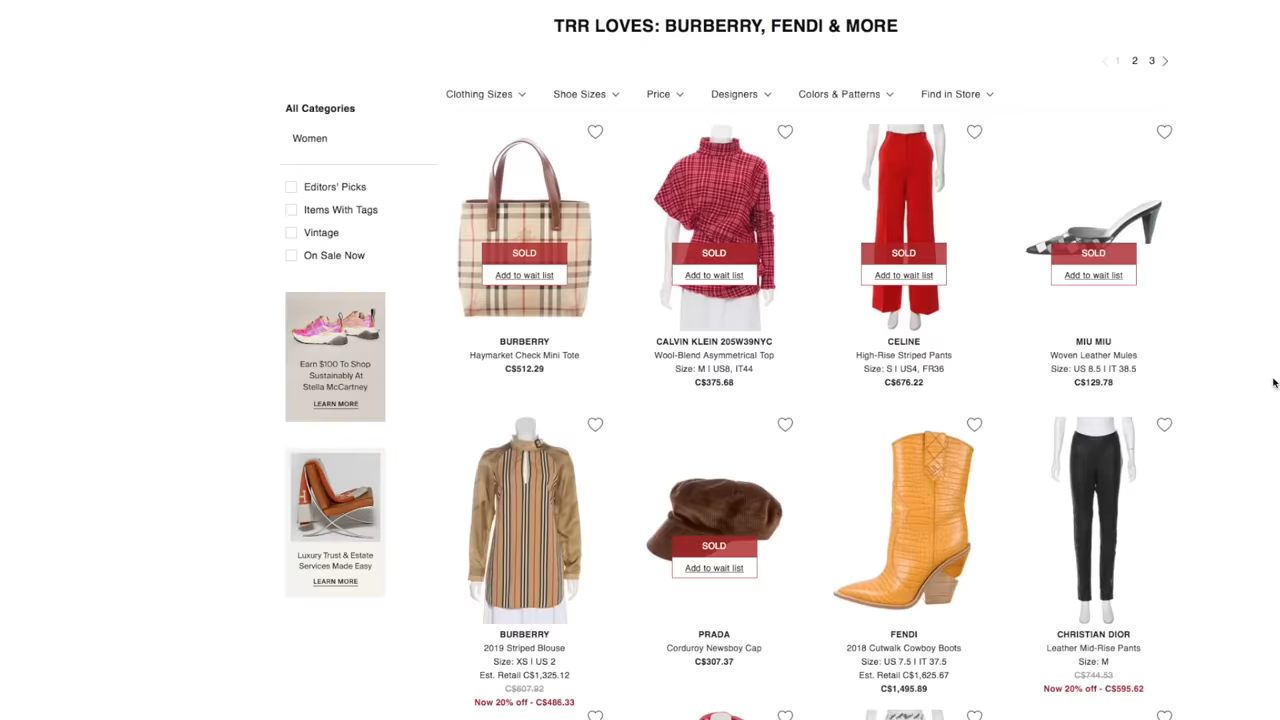 TRR LOVES: BURBERRY, FENDI & MORE
1 2 3
Clothing Sizes Shoe Sizes Price Designers Colors & Patterns Find in Store
All Categories
Women
Editors' Picks
Items With Tags
Vintage
On Sale Now
Earn $100 To Shop
Sustainably At
Stella McCartney
LEARN MORE
Luxury Trust & Estate
Services Made Easy
LEARN MORE
SOLD
Add to wait list
BURBERRY
Haymarket Check Mini Tote
C$512.29
SOLD
Add to wait list
CALVIN KLEIN 205W39NYC
Wool-Blend Asymmetrical Top
Size: M | US8, IT44
C$375.68
SOLD
Add to wait list
CELINE
High-Rise Striped Pants
Size: S | US4, FR36
C$676.22
SOLD
Add to wait list
MIU MIU
Woven Leather Mules
Size: US 8.5 | IT 38.5
C$129.78
BURBERRY
2019 Striped Blouse
Size: XS | US 2
Est. Retail C$1,325.12
C$607.92
Now 20% off - C$486.33
SOLD
Add to wait list
PRADA
Corduroy Newsboy Cap
C$307.37
FENDI
2018 Cutwalk Cowboy Boots
Size: US 7.5 | IT 37.5
Est. Retail C$1,625.67
C$1,495.89
CHRISTIAN DIOR
Leather Mid-Rise Pants
Size: M
C$744.53
Now 20% off - C$595.62